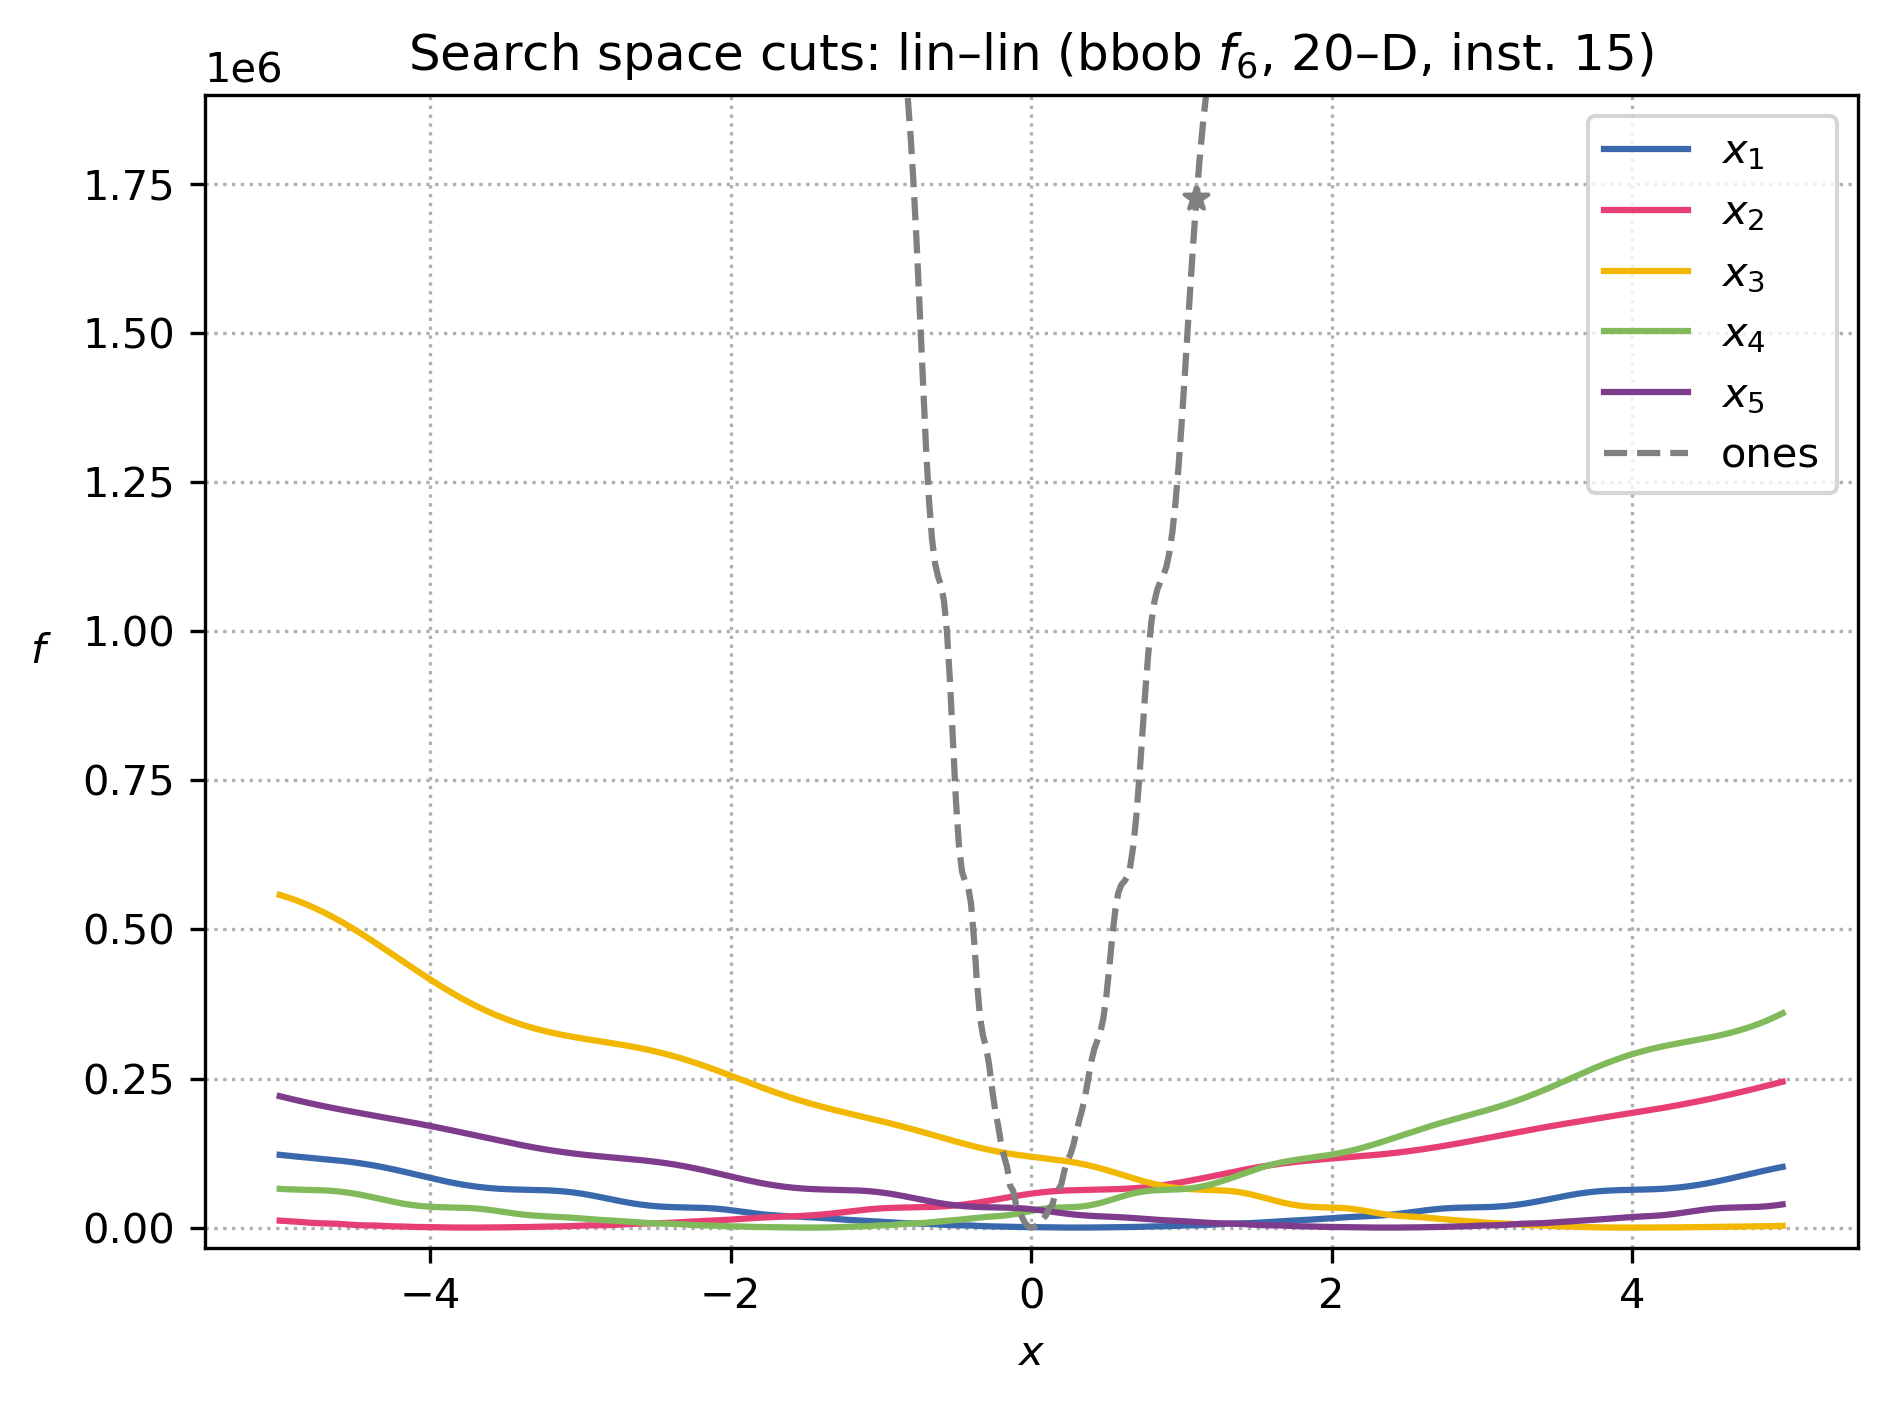 Search space cuts: lin–lin (bbob f₆, 20–D, inst. 15)
1e6
x₁
x₂
x₃
x₄
x₅
ones
1.75
1.50
1.25
1.00
0.75
0.50
0.25
0.00
f
−4 −2 0 2 4
x